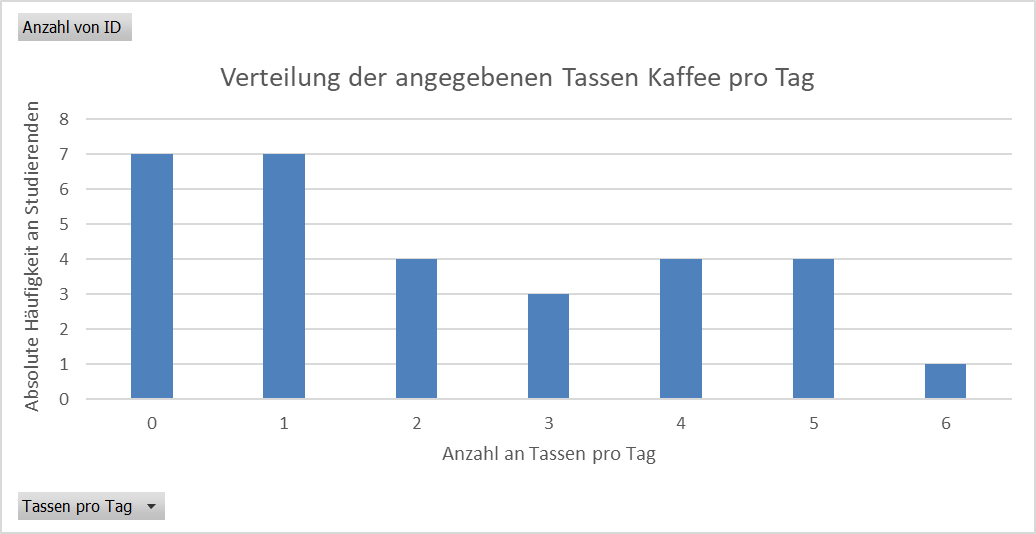 Anzahl von ID
Verteilung der angegebenen Tassen Kaffee pro Tag
Absolute Häufigkeit an Studierenden
8
7
6
5
4
3
2
1
0
0 1 2 3 4 5 6
Anzahl an Tassen pro Tag
Tassen pro Tag